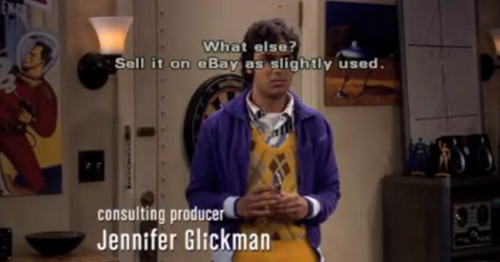 What else?
Sell it on eBay as slightly used.
consulting producer
Jennifer Glickman